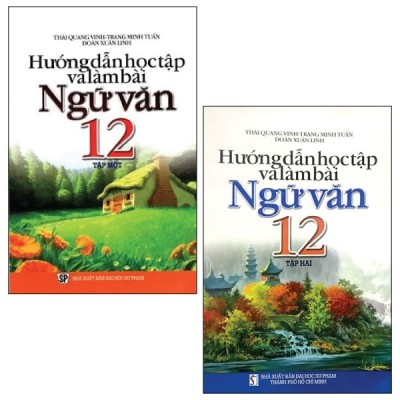 THÁI QUANG VINH-TRANG MINH TUẤN
ĐOÀN XUÂN LINH
Hướng dẫn học tập
và làm bài
Ngữ văn
12
TẬP MỘT
SP
NHÀ XUẤT BẢN ĐẠI HỌC SƯ PHẠM
THÁI QUANG VINH-TRANG MINH TUẤN
ĐOÀN XUÂN LINH
Hướng dẫn học tập
và làm bài
Ngữ văn
12
TẬP HAI
NHÀ XUẤT BẢN ĐẠI HỌC SƯ PHẠM
THÀNH PHỐ HỒ CHÍ MINH